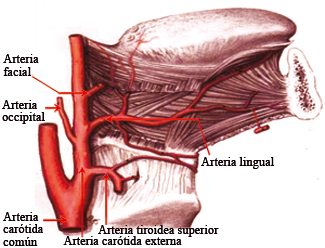 Arteria
facial
Arteria
occipital
Arteria lingual
Arteria
carótida
común
Arteria tiroidea superior
Arteria carótida externa